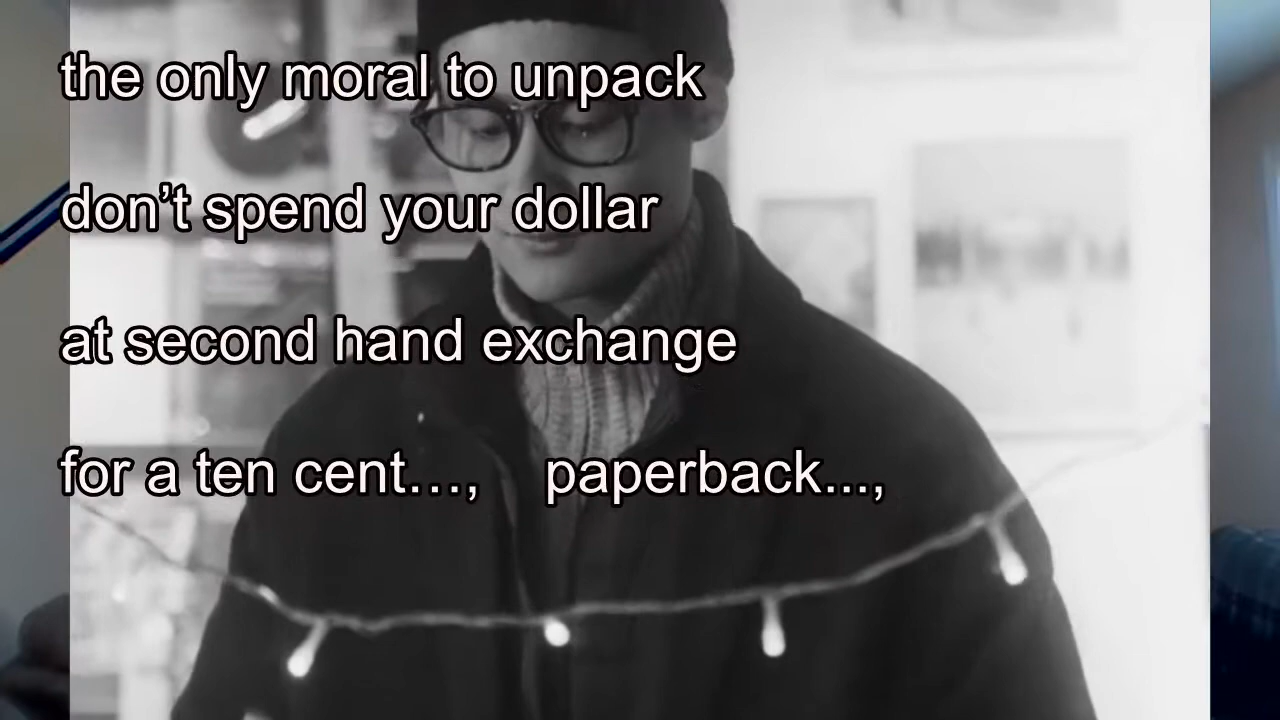 the only moral to unpack
don’t spend your dollar
at second hand exchange
for a ten cent…, paperback...,